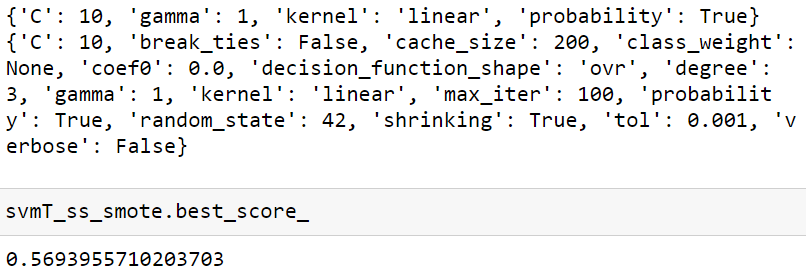 {'C': 10, 'gamma': 1, 'kernel': 'linear', 'probability': True}
{'C': 10, 'break_ties': False, 'cache_size': 200, 'class_weight':
None, 'coef0': 0.0, 'decision_function_shape': 'ovr', 'degree':
3, 'gamma': 1, 'kernel': 'linear', 'max_iter': 100, 'probabilit
y': True, 'random_state': 42, 'shrinking': True, 'tol': 0.001, 'v
erbose': False}
svmT_ss_smote.best_score_
0.5693955710203703